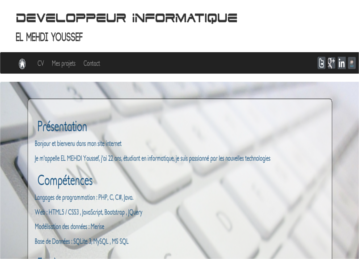 DEVELOPPEUR INFORMATIQUE
EL MEHDI YOUSSEF
CV Mes projets Contact
Présentation
Bonjour et bienvenu dans mon site internet
Je m'appelle EL MEHDI Youssef, j'ai 22 ans. étudiant en informatique, je suis passionné par les nouvelles technologies
Compétences
Langages de programmation : PHP, C, C#, Java.
Web : HTML5 / CSS3 , JavaScript, Bootstrap , jQuery
Modélisation des données : Merise
Base de Données : SQLite 3, MySQL , MS SQL